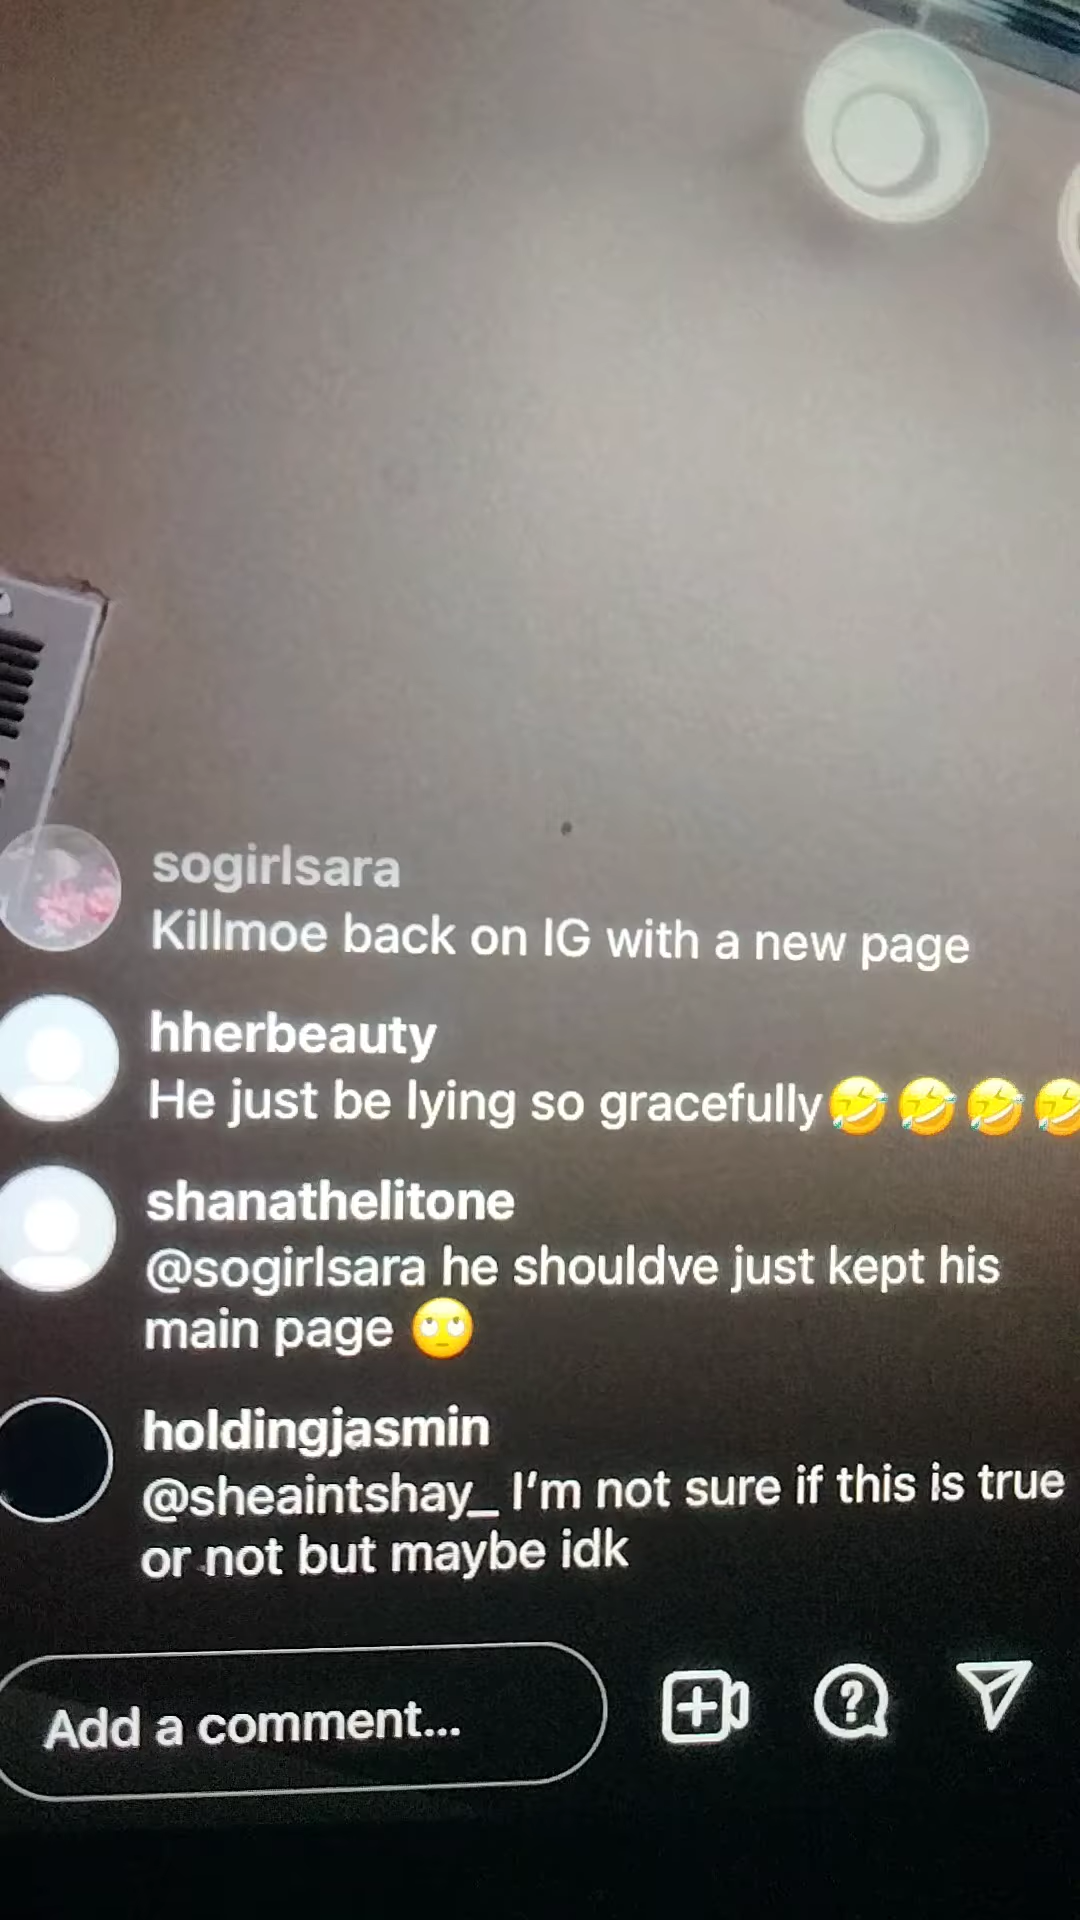 sogirlsara
Killmoe back on IG with a new page
hherbeauty
He just be lying so gracefully🤣🤣🤣🤣
shanathelitone
@sogirlsara he shouldve just kept his
main page 🙄
holdingjasmin
@sheaintshay_ I'm not sure if this is true
or not but maybe idk
Add a comment...